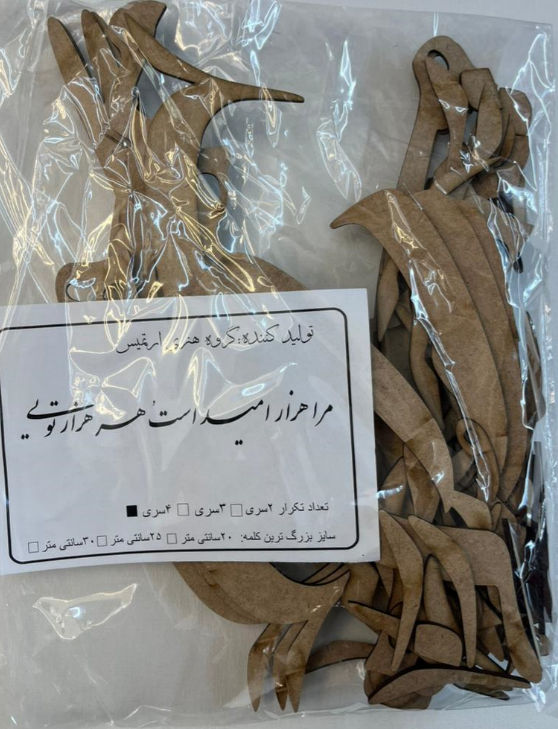 تولید کننده:گروه هنری ارتمیس
مرا هزار امید است و هر هزار تویی
تعداد تکرار ۲سری □ ۳سری □ ۴سری ■
سایز بزرگ ترین کلمه: ۲۰سانتی متر □ ۲۵سانتی متر □ ۳۰سانتی متر □